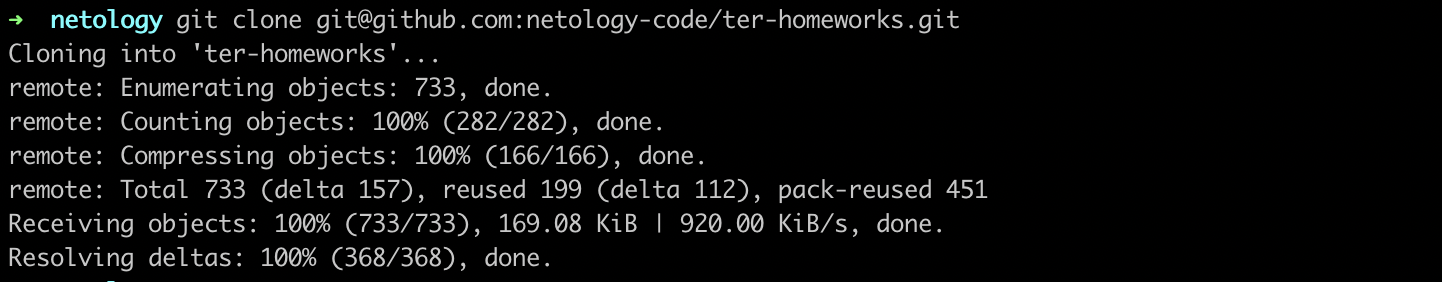 ➜  netology git clone git@github.com:netology-code/ter-homeworks.git
Cloning into 'ter-homeworks'...
remote: Enumerating objects: 733, done.
remote: Counting objects: 100% (282/282), done.
remote: Compressing objects: 100% (166/166), done.
remote: Total 733 (delta 157), reused 199 (delta 112), pack-reused 451
Receiving objects: 100% (733/733), 169.08 KiB | 920.00 KiB/s, done.
Resolving deltas: 100% (368/368), done.